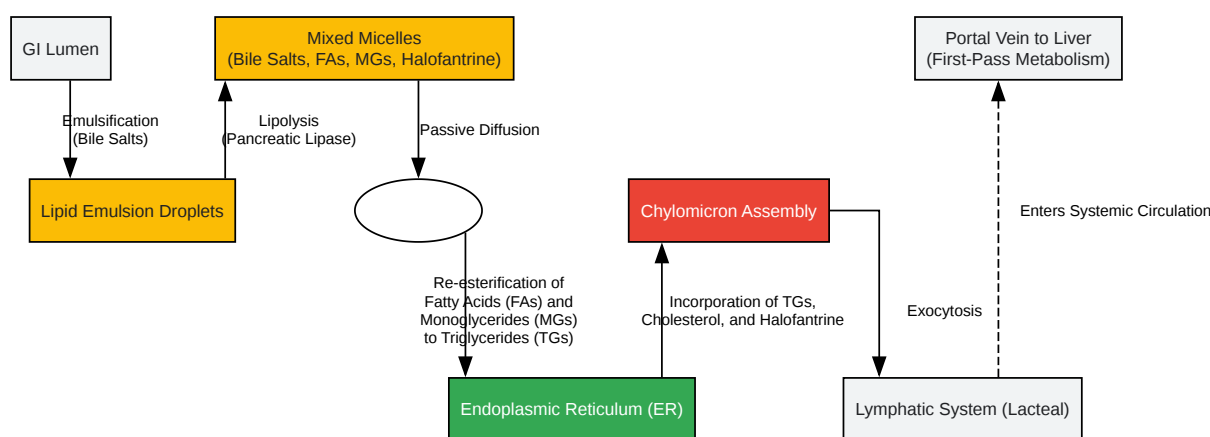 GI Lumen
Mixed Micelles
(Bile Salts, FAs, MGs, Halofantrine)
Portal Vein to Liver
(First-Pass Metabolism)
Emulsification
(Bile Salts)
Lipolysis
(Pancreatic Lipase)
Passive Diffusion
Lipid Emulsion Droplets
Chylomicron Assembly
Enters Systemic Circulation
Re-esterification of
Fatty Acids (FAs) and
Monoglycerides (MGs)
to Triglycerides (TGs)
Incorporation of TGs,
Cholesterol, and Halofantrine
Exocytosis
Endoplasmic Reticulum (ER)
Lymphatic System (Lacteal)